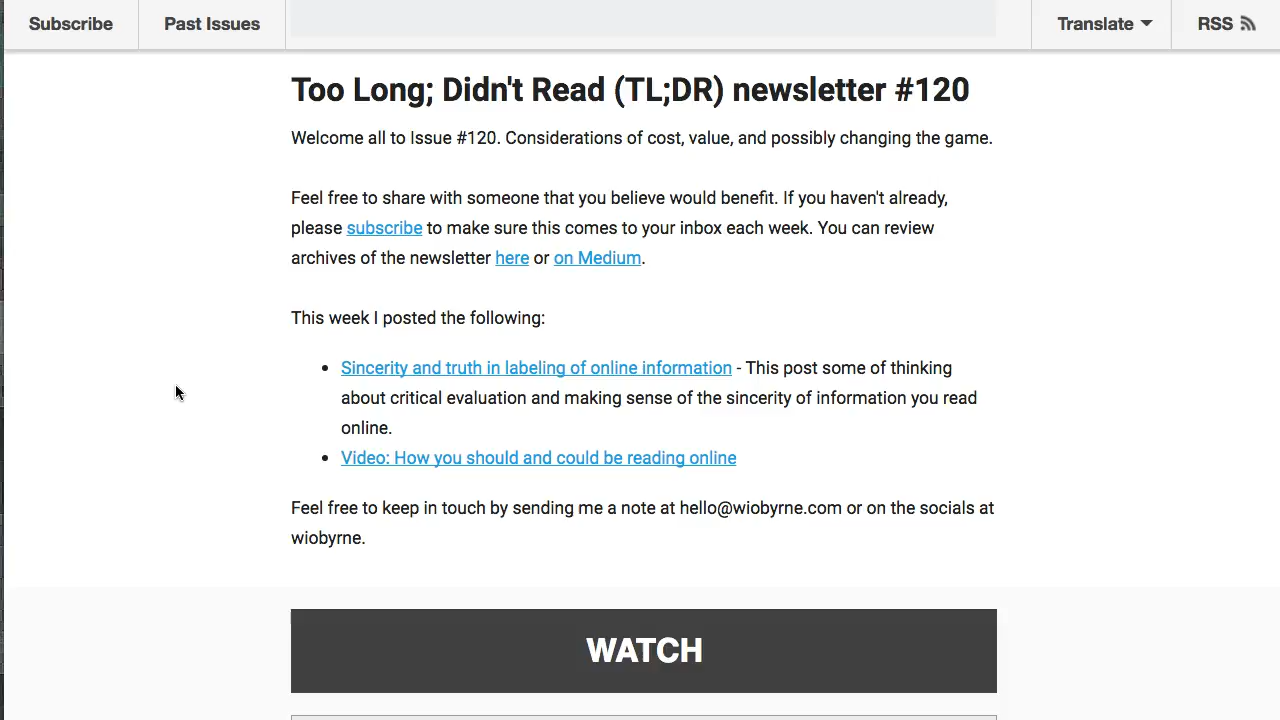 Subscribe
Past Issues
Translate
RSS
Too Long; Didn't Read (TL;DR) newsletter #120
Welcome all to Issue #120. Considerations of cost, value, and possibly changing the game.
Feel free to share with someone that you believe would benefit. If you haven't already,
please subscribe to make sure this comes to your inbox each week. You can review
archives of the newsletter here or on Medium.
This week I posted the following:
Sincerity and truth in labeling of online information - This post some of thinking
about critical evaluation and making sense of the sincerity of information you read
online.
Video: How you should and could be reading online
Feel free to keep in touch by sending me a note at hello@wiobyrne.com or on the socials at
wiobyrne.
WATCH